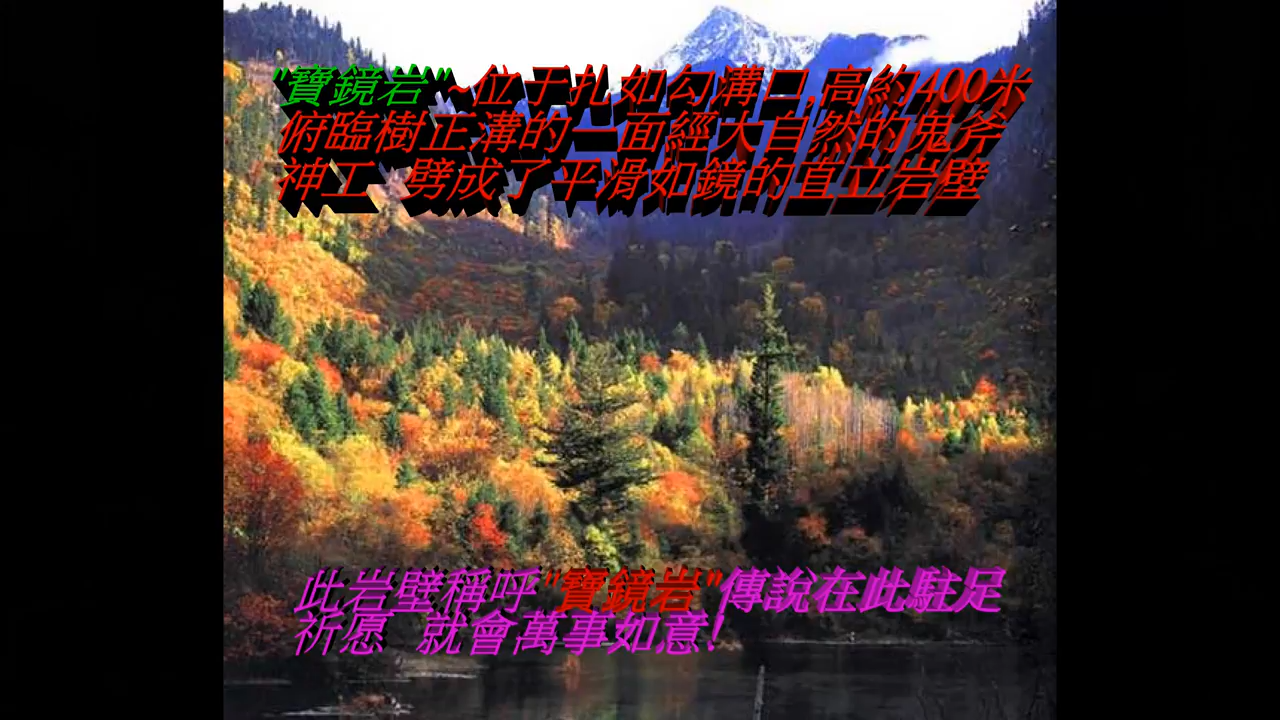 "寶鏡岩"~位于扎如勾溝口,高約400米
俯臨樹正溝的一面經大自然的鬼斧
神工 劈成了平滑如鏡的直立岩壁
此岩壁稱呼"寶鏡岩"傳說在此駐足
祈愿 就會萬事如意!